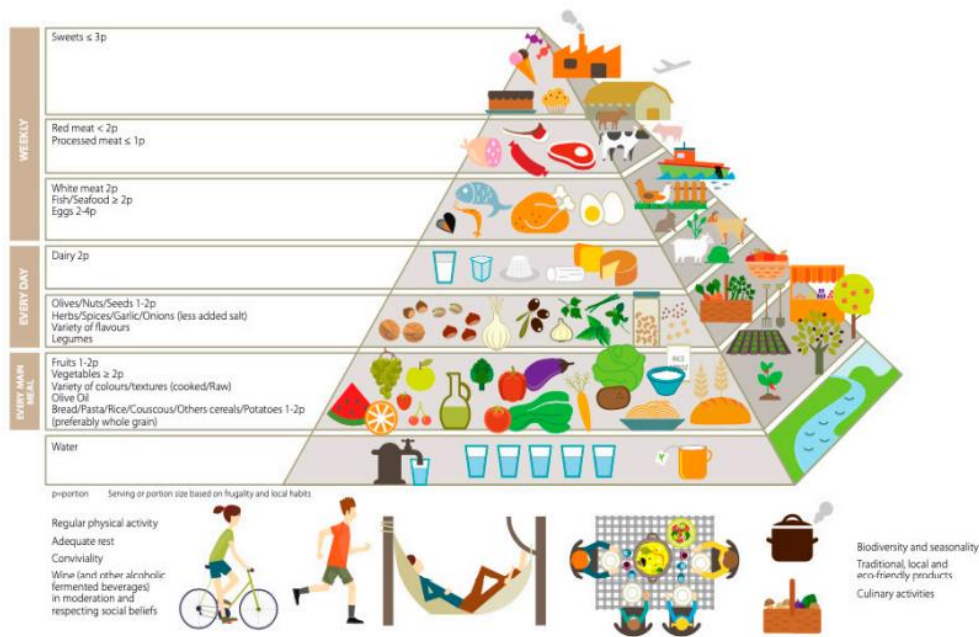 WEEKLY
Sweets ≤ 3p
Red meat < 2p
Processed meat ≤ 1p
White meat 2p
Fish/Seafood ≥ 2p
Eggs 2-4p
EVERY DAY
Dairy 2p
Olives/Nuts/Seeds 1-2p
Herbs/Spices/Garlic/Onions (less added salt)
Variety of flavours
Legumes
EVERY MAIN
MEAL
Fruits 1-2p
Vegetables ≥ 2p
Variety of colours/textures (cooked/Raw)
Olive Oil
Bread/Pasta/Rice/Couscous/Others cereals/Potatoes 1-2p
(preferably whole grain)
RICE
Water
p=portion Serving or portion size based on frugality and local habits
Regular physical activity
Adequate rest
Conviviality
Wine (and other alcoholic
fermented beverages)
in moderation and
respecting social beliefs
Biodiversity and seasonality
Traditional, local and
eco-friendly products
Culinary activities